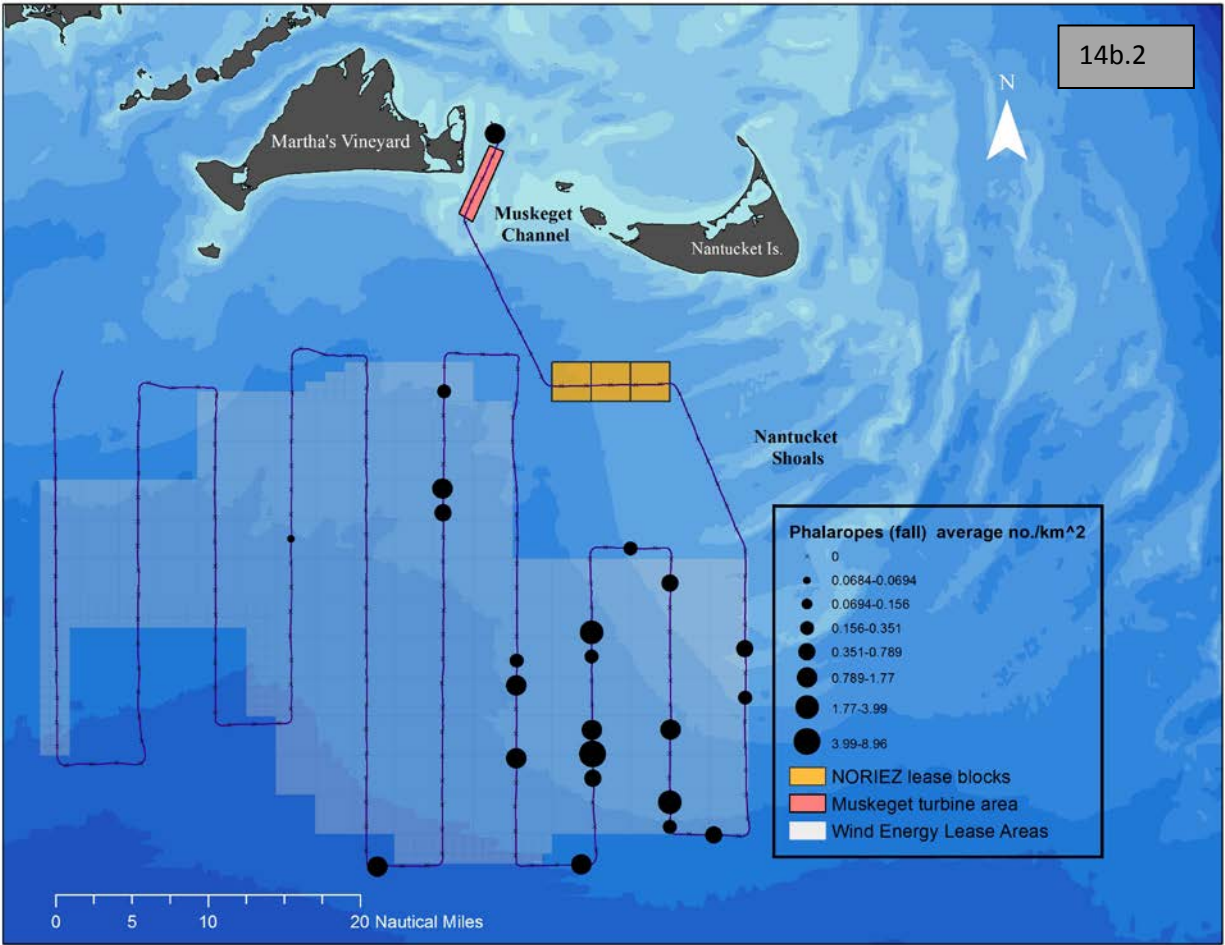 14b.2
N
Martha's Vineyard
Muskeget
Channel
Nantucket Is.
Nantucket
Shoals
Phalaropes (fall) average no./km^2
0
0.0684-0.0694
0.0694-0.156
0.156-0.351
0.351-0.789
0.789-1.77
1.77-3.99
3.99-8.96
NORIEZ lease blocks
Muskeget turbine area
Wind Energy Lease Areas
0 5 10 20 Nautical Miles